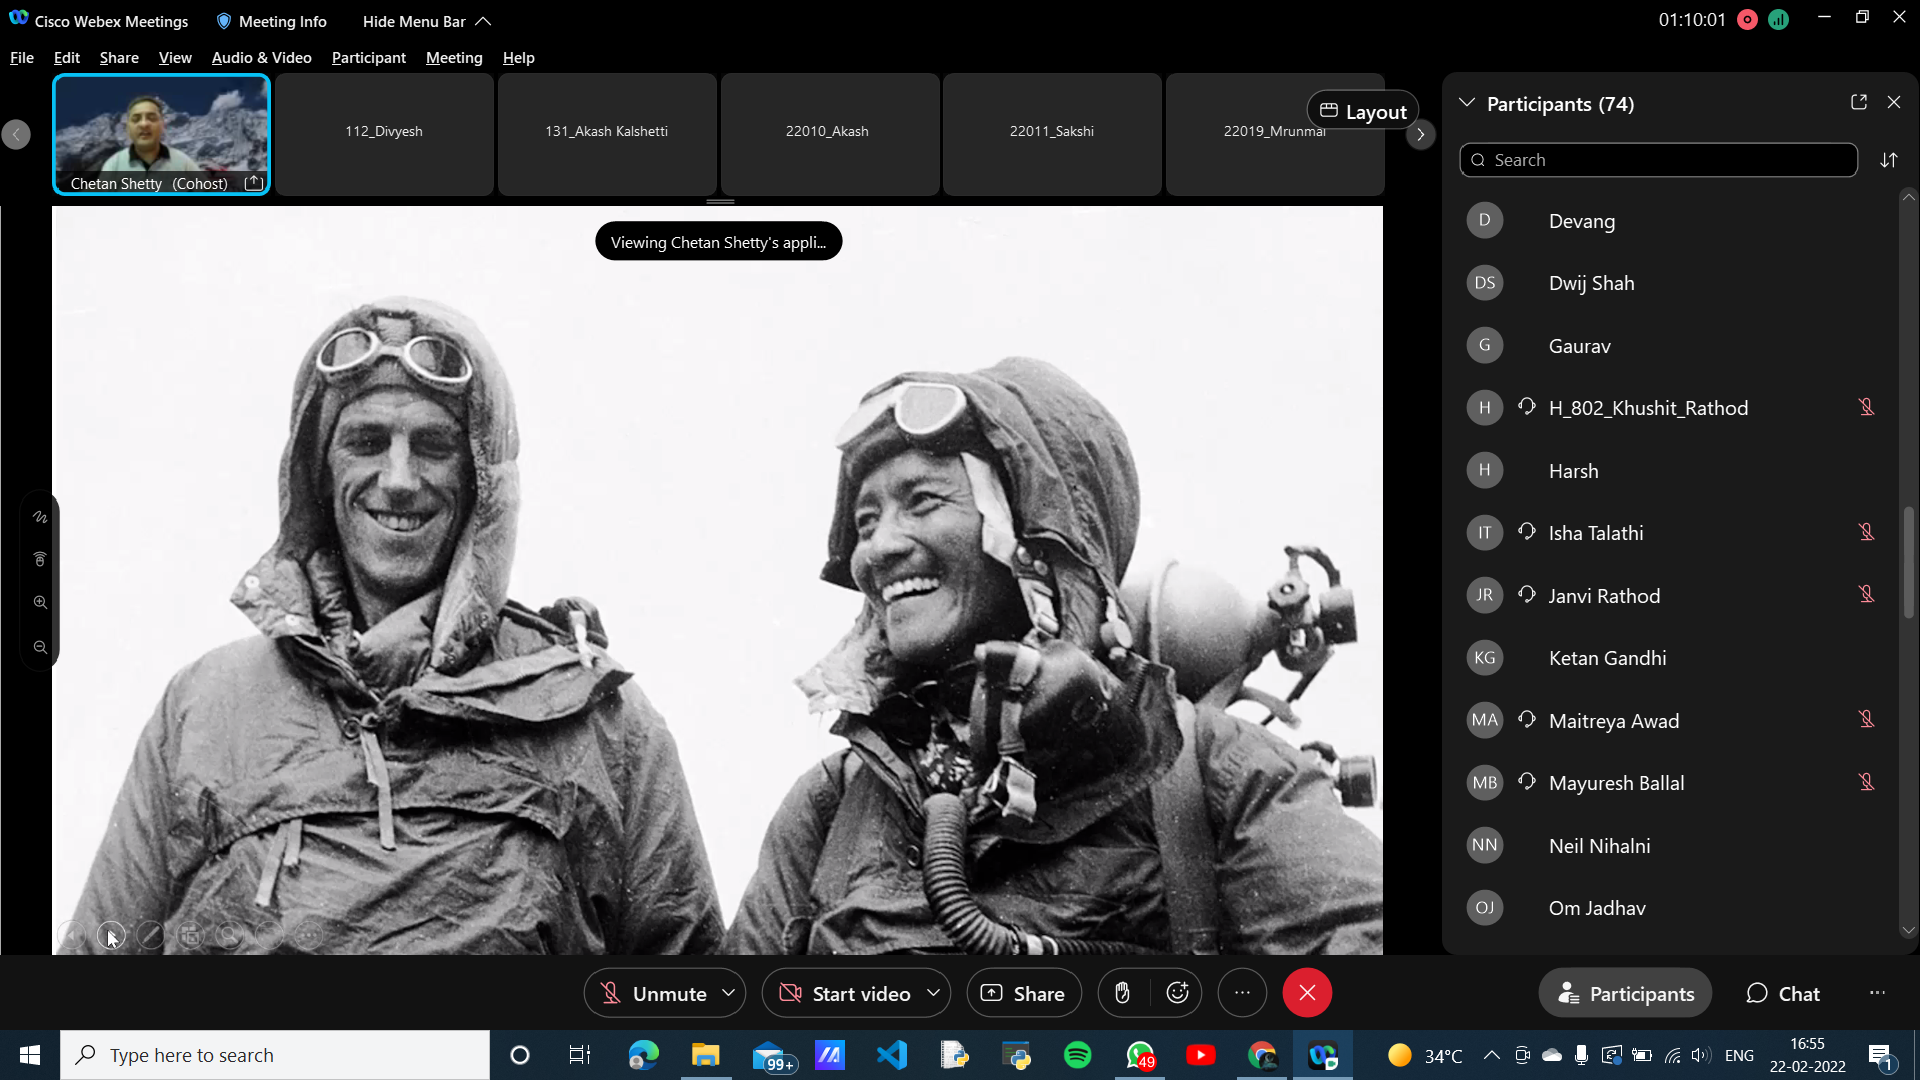 Cisco Webex Meetings
Meeting Info
Hide Menu Bar
01:10:01
File
Edit
Share
View
Audio & Video
Participant
Meeting
Help
Chetan Shetty (Cohost)
112_Divyesh
131_Akash Kalshetti
22010_Akash
22011_Sakshi
22019_Mrunmai
Layout
Viewing Chetan Shetty's appli...
Participants (74)
Search
D
Devang
DS
Dwij Shah
G
Gaurav
H
H_802_Khushit_Rathod
H
Harsh
IT
Isha Talathi
JR
Janvi Rathod
KG
Ketan Gandhi
MA
Maitreya Awad
MB
Mayuresh Ballal
NN
Neil Nihalni
OJ
Om Jadhav
Unmute
Start video
Share
Participants
Chat
Type here to search
99+
49
34°C
ENG
16:55
22-02-2022
1